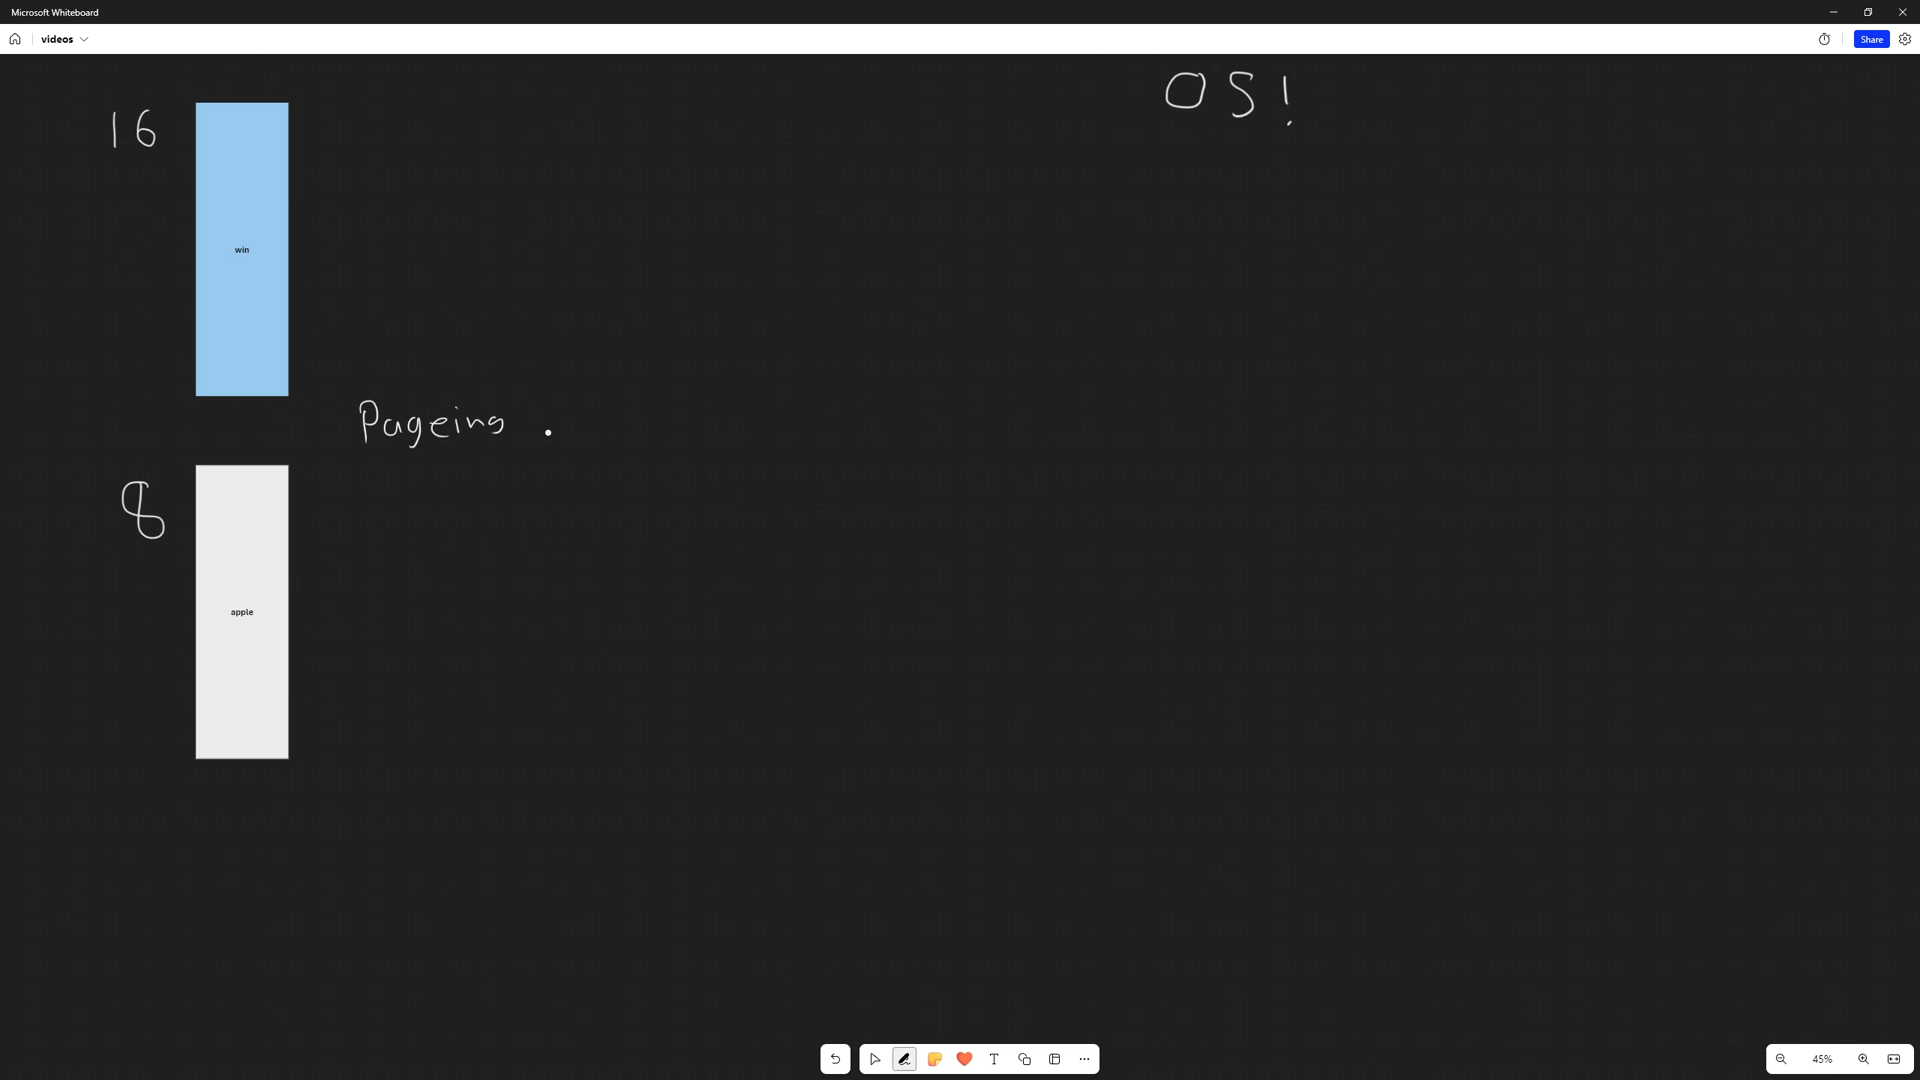 Microsoft Whiteboard
videos
Share
OS!
16
win
Pageing .
8
apple
45%